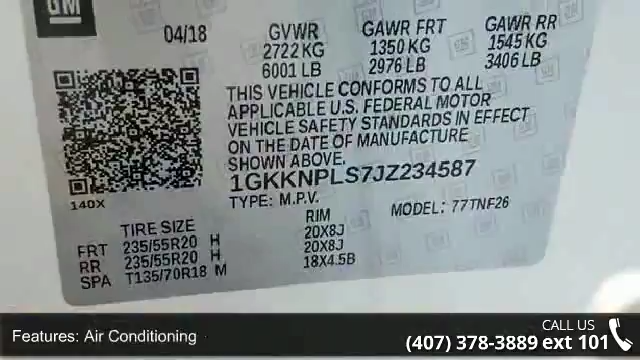 GM
04/18
GVWR
2722 KG
6001 LB
GAWR FRT
1350 KG
2976 LB
GAWR RR
1545 KG
3406 LB
THIS VEHICLE CONFORMS TO ALL
APPLICABLE U.S. FEDERAL MOTOR
VEHICLE SAFETY STANDARDS IN EFFECT
ON THE DATE OF MANUFACTURE
SHOWN ABOVE.
1GKKNPLS7JZ234587
TYPE: M.P.V.
MODEL: 77TNF26
140X
TIRE SIZE RIM
FRT 235/55R20 H 20X8J
RR 235/55R20 H 20X8J
SPA T135/70R18 M 18X4.5B
Features: Air Conditioning
CALL US
(407) 378-3889 ext 101